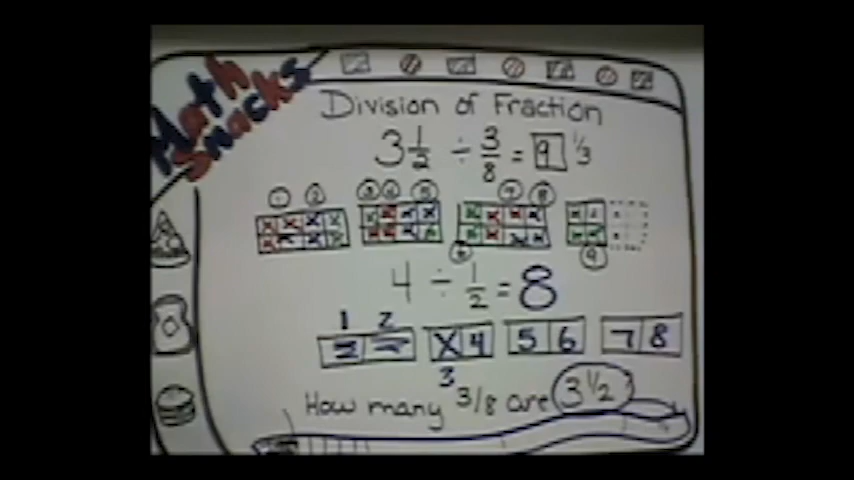 Math
Snacks
Division of Fraction
3 1/2 ÷ 3/8 = 9 1/3
1 2 3 4 5 7 8
6 9
4 ÷ 1/2 = 8
1 2
X 4 5 6 7 8
3
How many 3/8 are 3 1/2